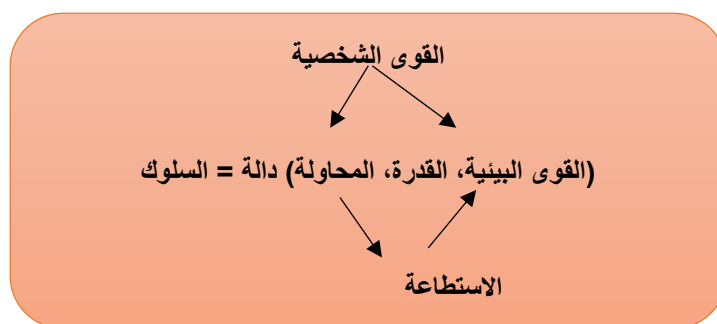 القوى الشخصية
(القوى البيئية، القدرة، المحاولة) دالة = السلوك
الاستطاعة